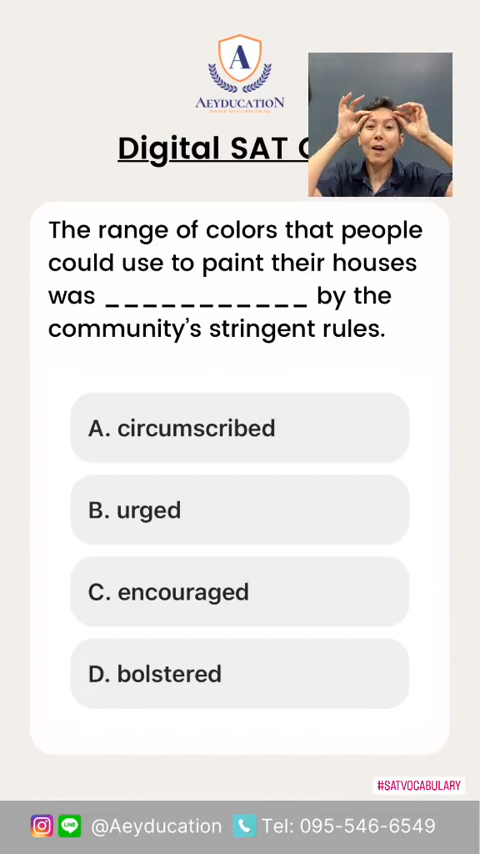 A
AEYDUCATION
Digital SAT
The range of colors that people
could use to paint their houses
was ___________ by the
community's stringent rules.
A. circumscribed
B. urged
C. encouraged
D. bolstered
#SATVOCABULARY
LINE @Aeyducation Tel: 095-546-6549